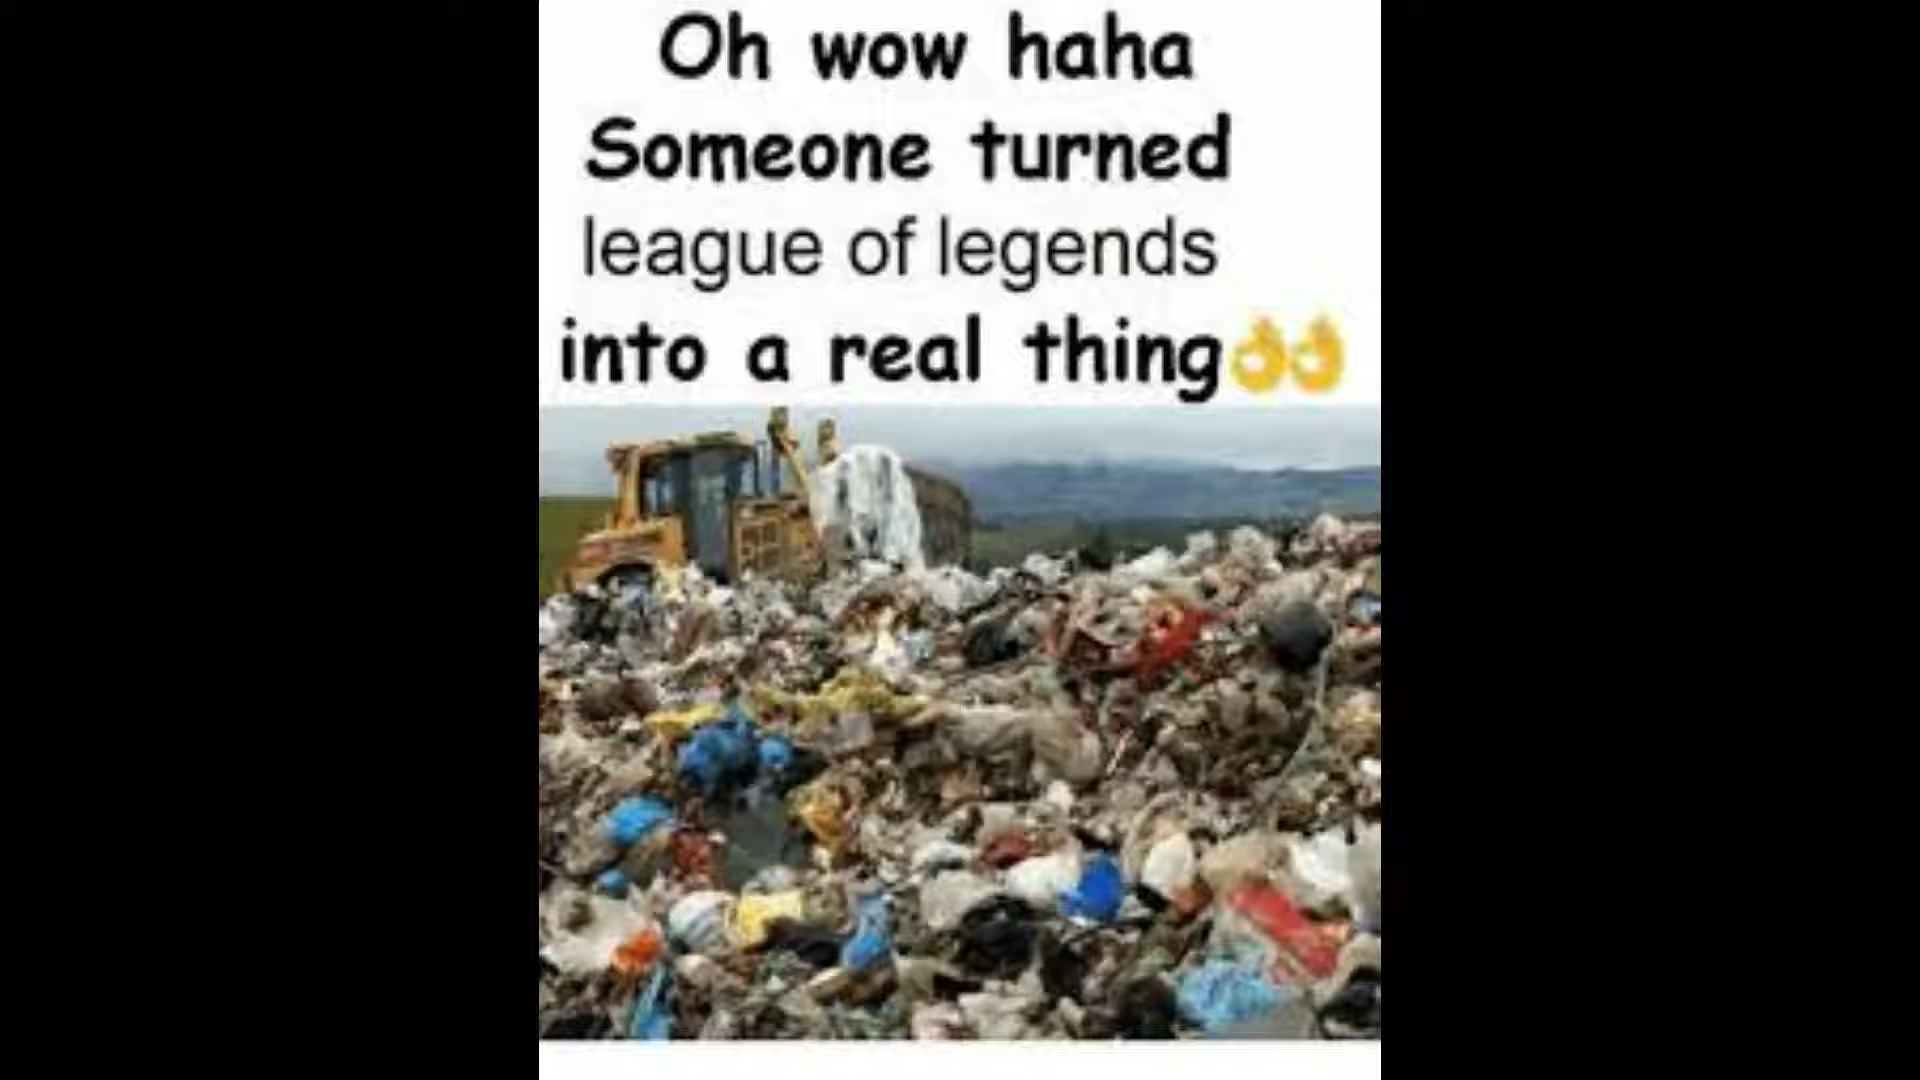 Oh wow haha
Someone turned
league of legends
into a real thing👌👌